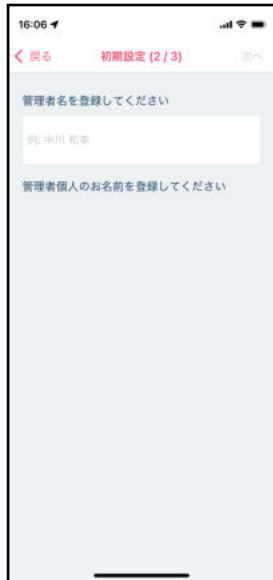 16:06
戻る 初期設定 (2 / 3) 次へ
管理者名を登録してください
例: 中川 和幸
管理者個人のお名前を登録してください